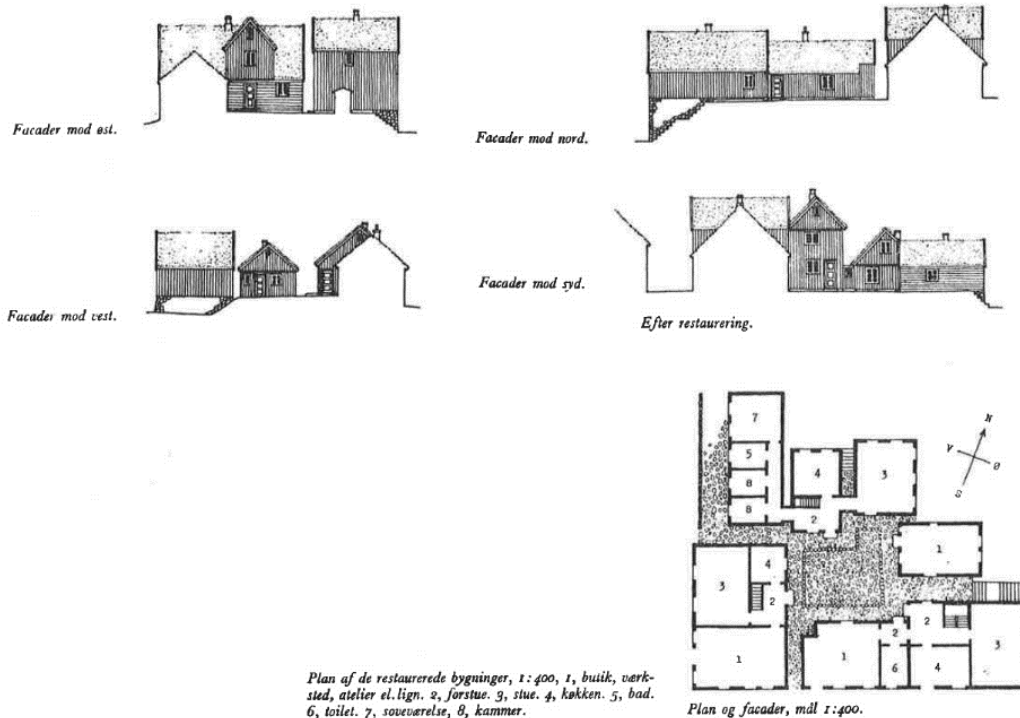 Facader mod øst.
Facader mod nord.
Facader mod vest.
Facader mod syd.
Efter restaurering.
7
5
8
8
4
3
2
N
V
Ø
S
1
3
4
2
1
1
2
2
6
4
3
Plan af de restaurerede bygninger, 1:400, 1, butik, værk-
sted, atelier el. lign. 2, forstue. 3, stue. 4, køkken. 5, bad.
6, toilet. 7, soveværelse, 8, kammer.
Plan og facader, mål 1:400.